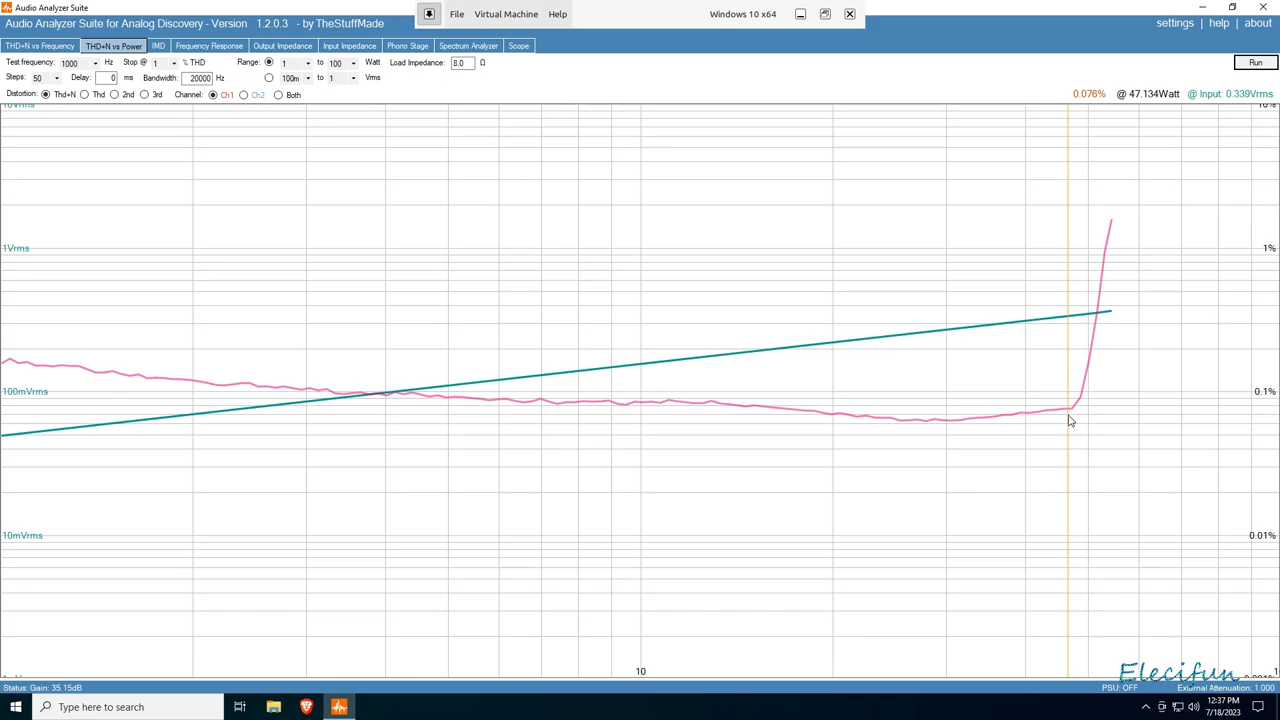 Audio Analyzer Suite
File Virtual Machine Help Windows 10 x64
Audio Analyzer Suite for Analog Discovery - Version 1.2.0.3 - by TheStuffMade
settings | help | about
THD+N vs Frequency THD+N vs Power IMD Frequency Response Output Impedance Input Impedance Phono Stage Spectrum Analyzer Scope
Test frequency: 1000 Hz Stop @ 1 % THD Range: 1 to 100 Watt Load Impedance: 8.0 Ω Run
Steps: 50 Delay: 0 ms Bandwidth: 20000 Hz 100m to 1 Vrms
Distortion: Thd+N Thd 2nd 3rd Channel: Ch1 Ch2 Both 0.076% @ 47.134Watt @ Input: 0.339Vrms
10Vrms 10%
1Vrms 1%
100mVrms 0.1%
10mVrms 0.01%
10 1
Elecifun
Status: Gain: 35.15dB PSU: OFF External Attenuation: 1.000
Type here to search
12:37 PM
7/18/2023